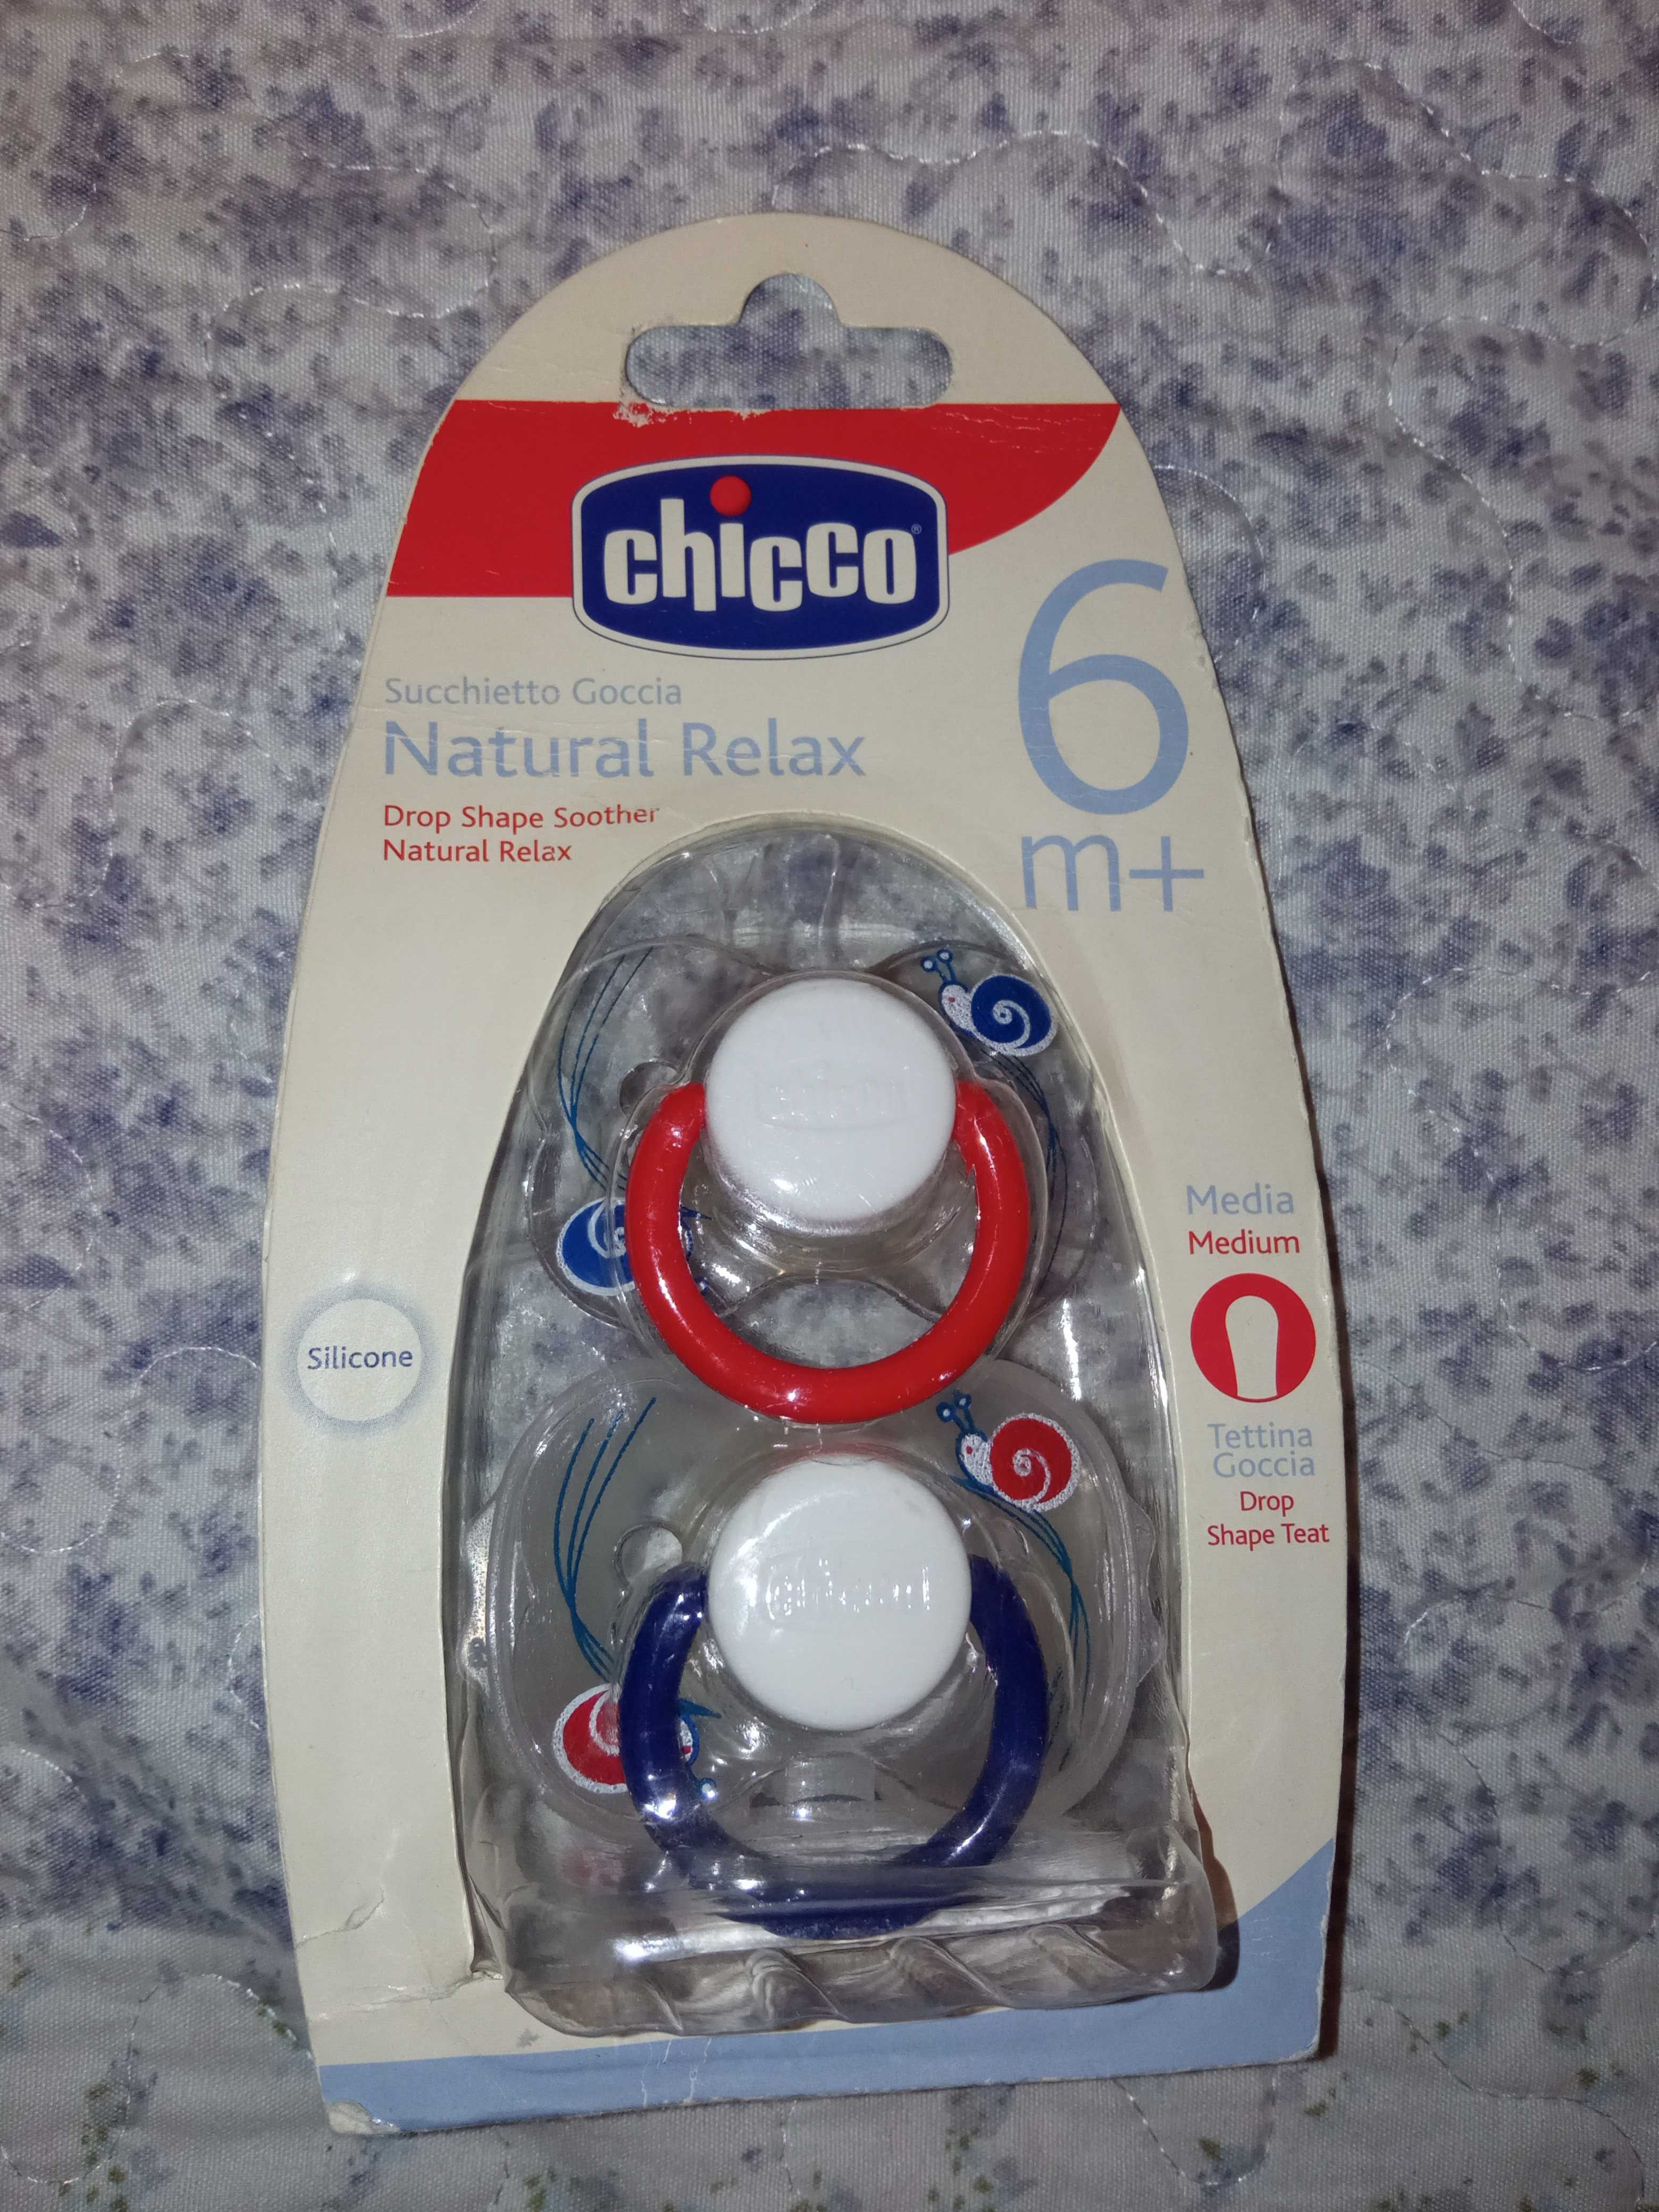 chicco®
6
m+
Succhietto Goccia
Natural Relax
Drop Shape Soother
Natural Relax
Media
Medium
Silicone
Tettina
Goccia
Drop
Shape Teat
chicco